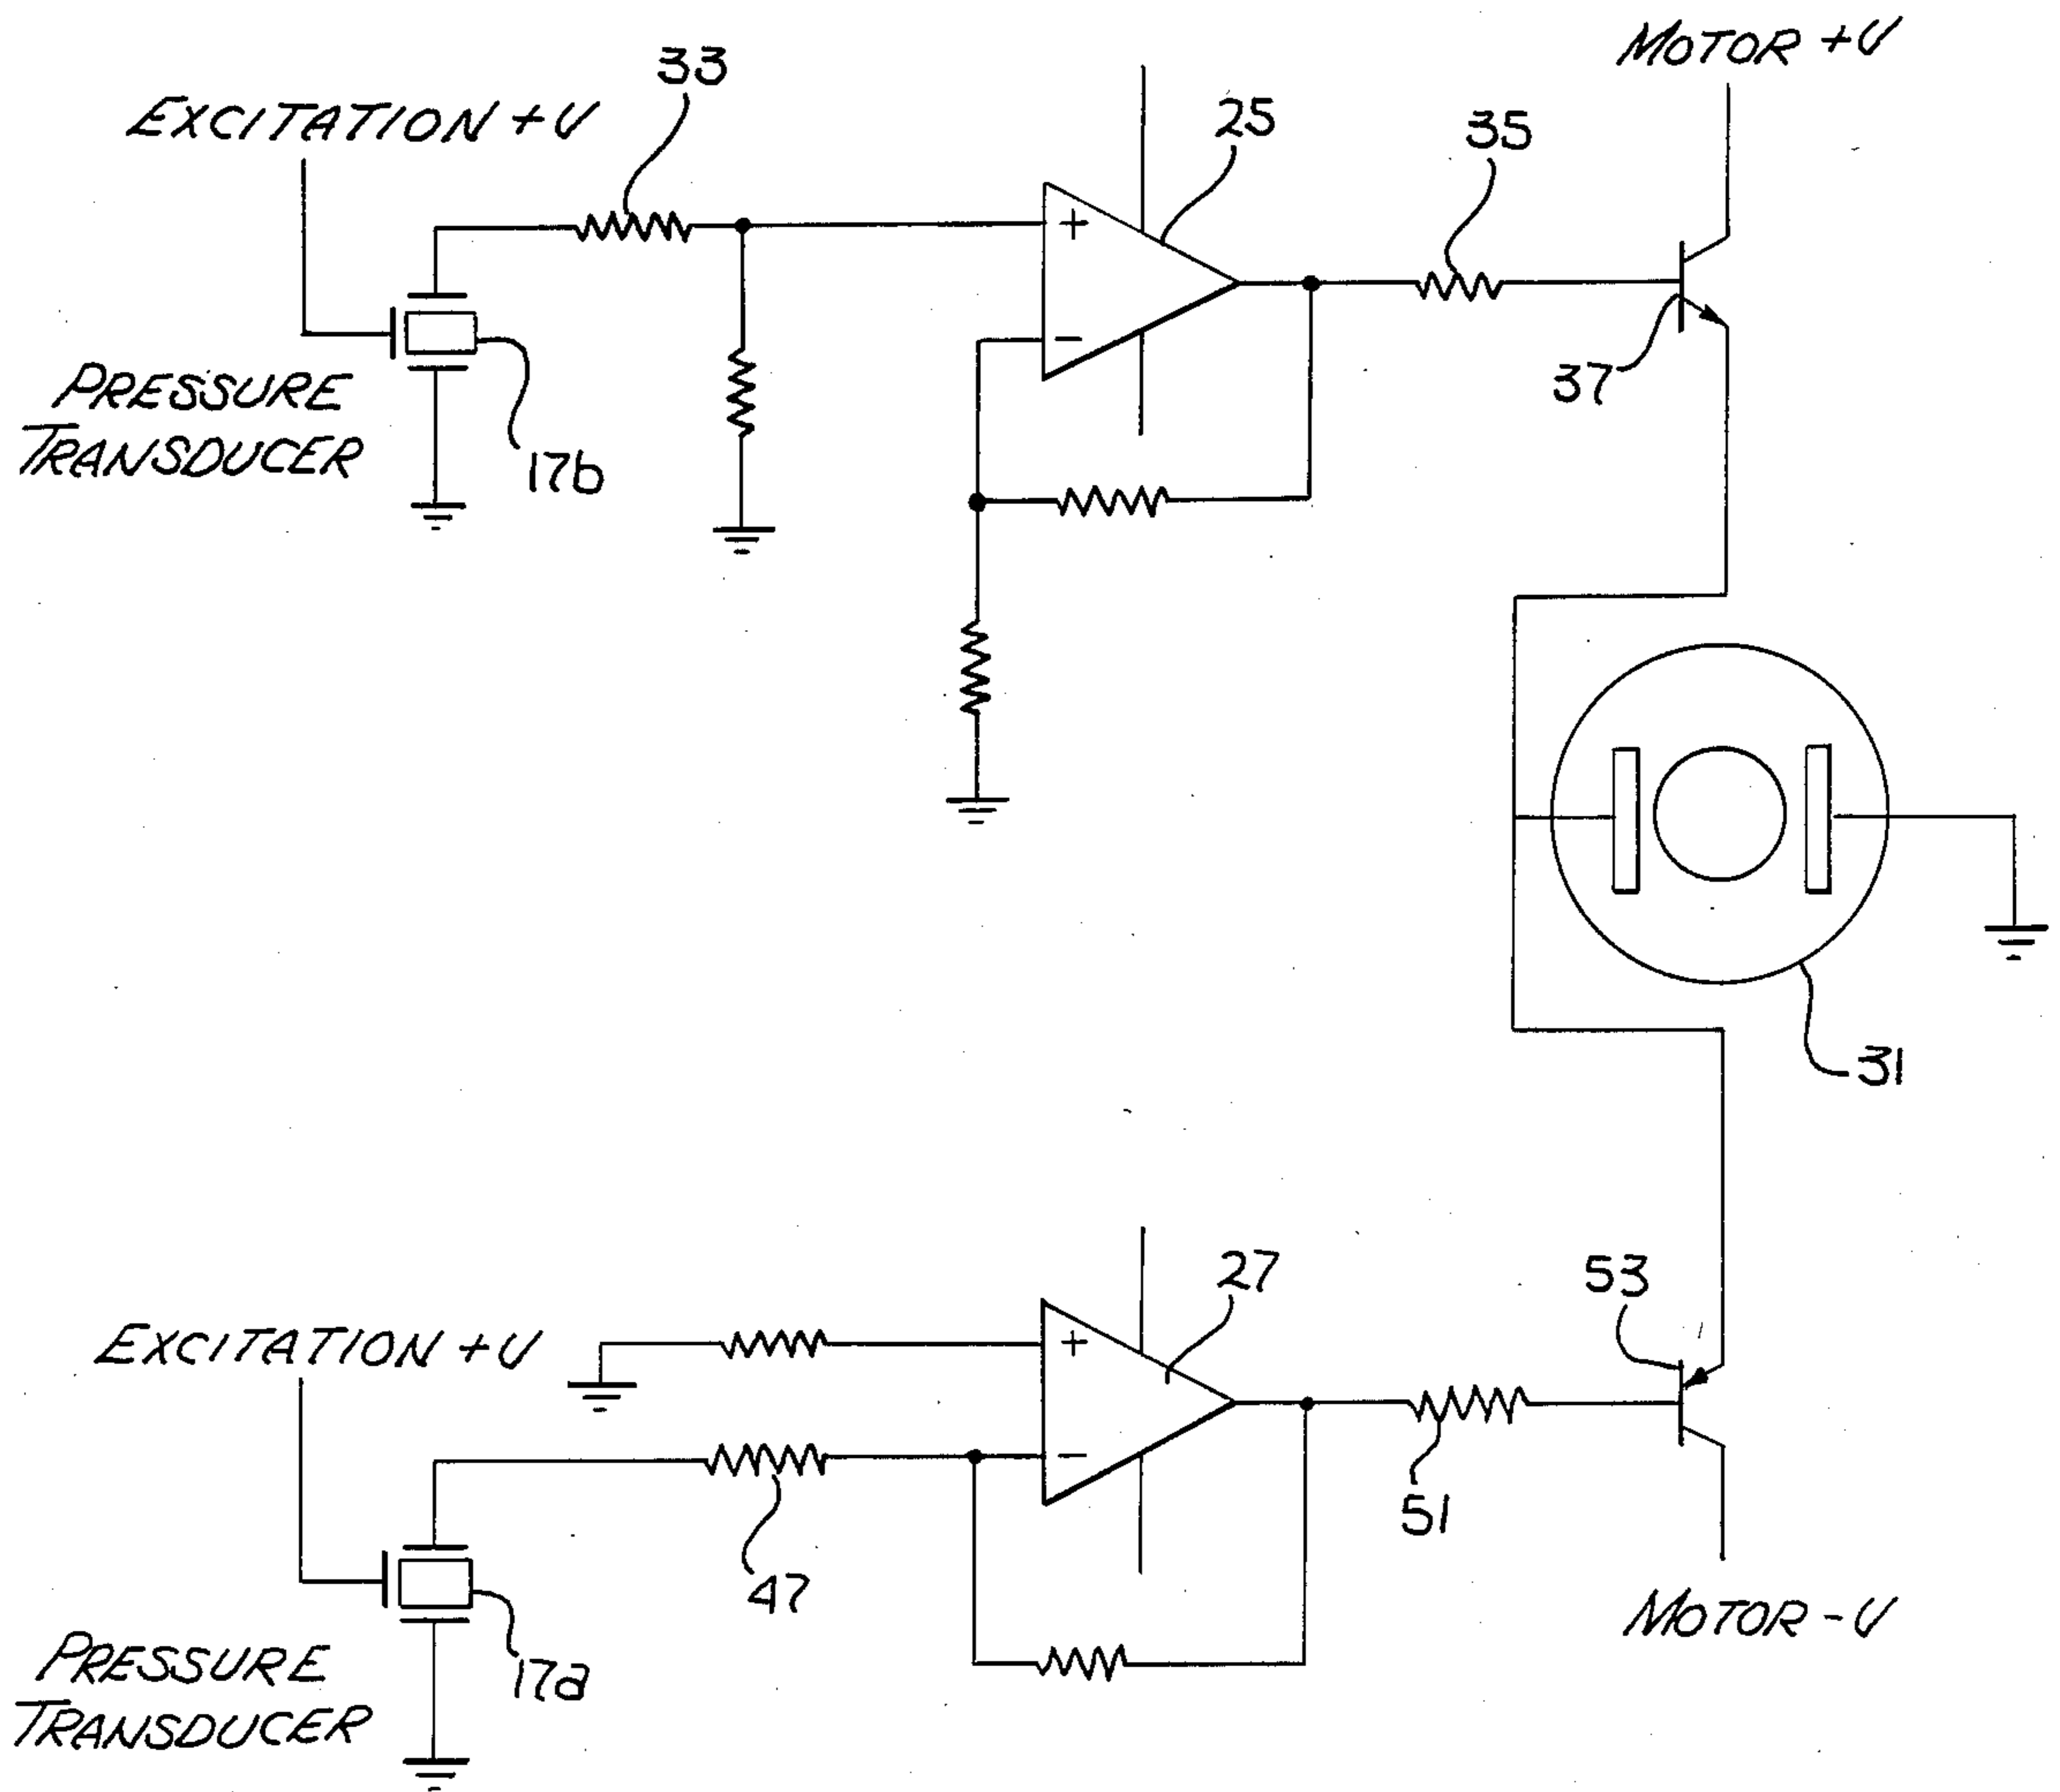 MOTOR +V
33
EXCITATION +V
25
35
37
PRESSURE
TRANSDUCER
17b
+
−
31
27
53
EXCITATION +V
+
−
51
47
MOTOR -V
PRESSURE
TRANSDUCER
17a